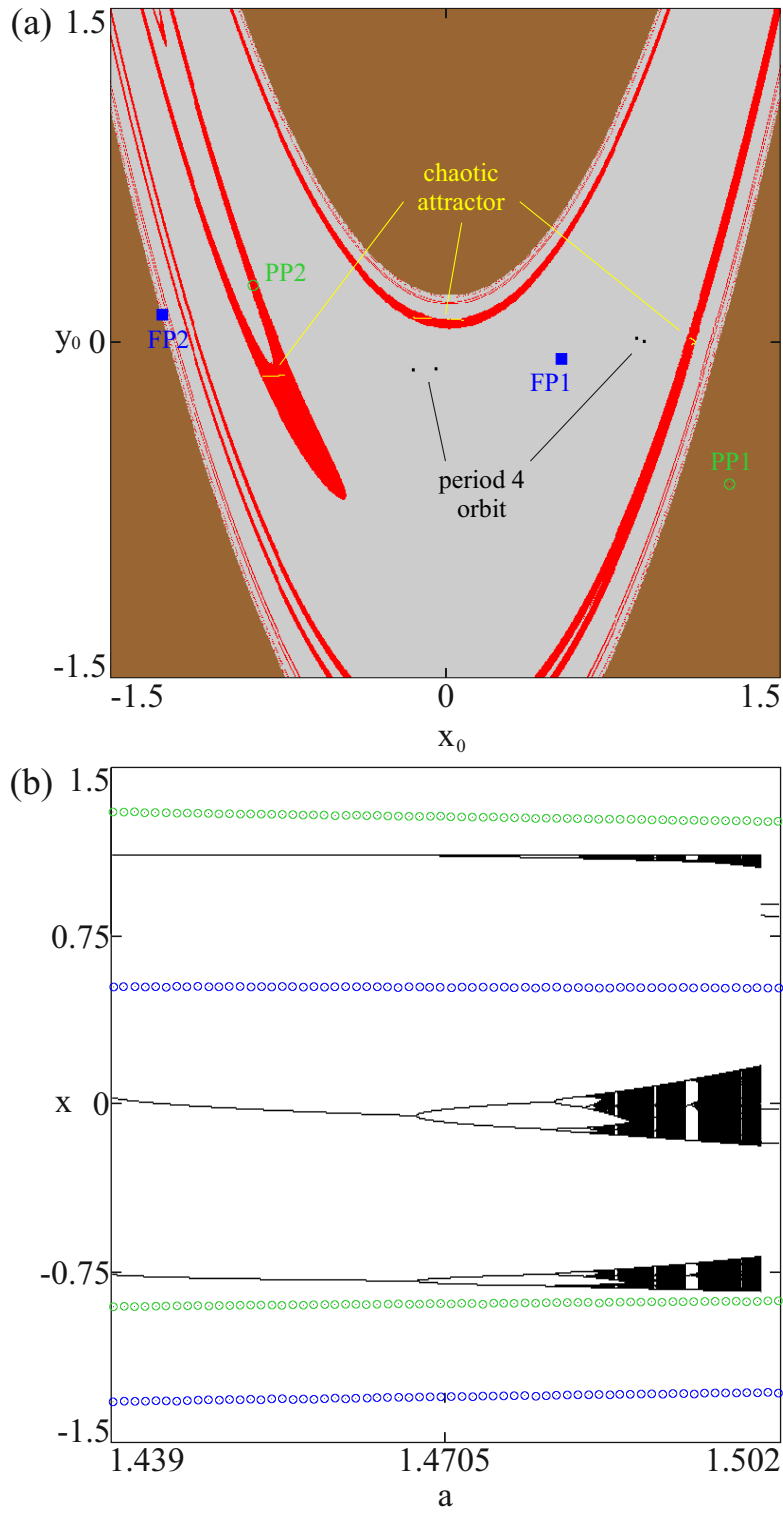 (a)
1.5
chaotic
attractor
PP2
y₀ 0
FP2
FP1
PP1
period 4
orbit
-1.5
-1.5 0 1.5
x₀
(b)
1.5
0.75
x 0
-0.75
-1.5
1.439 1.4705 1.502
a